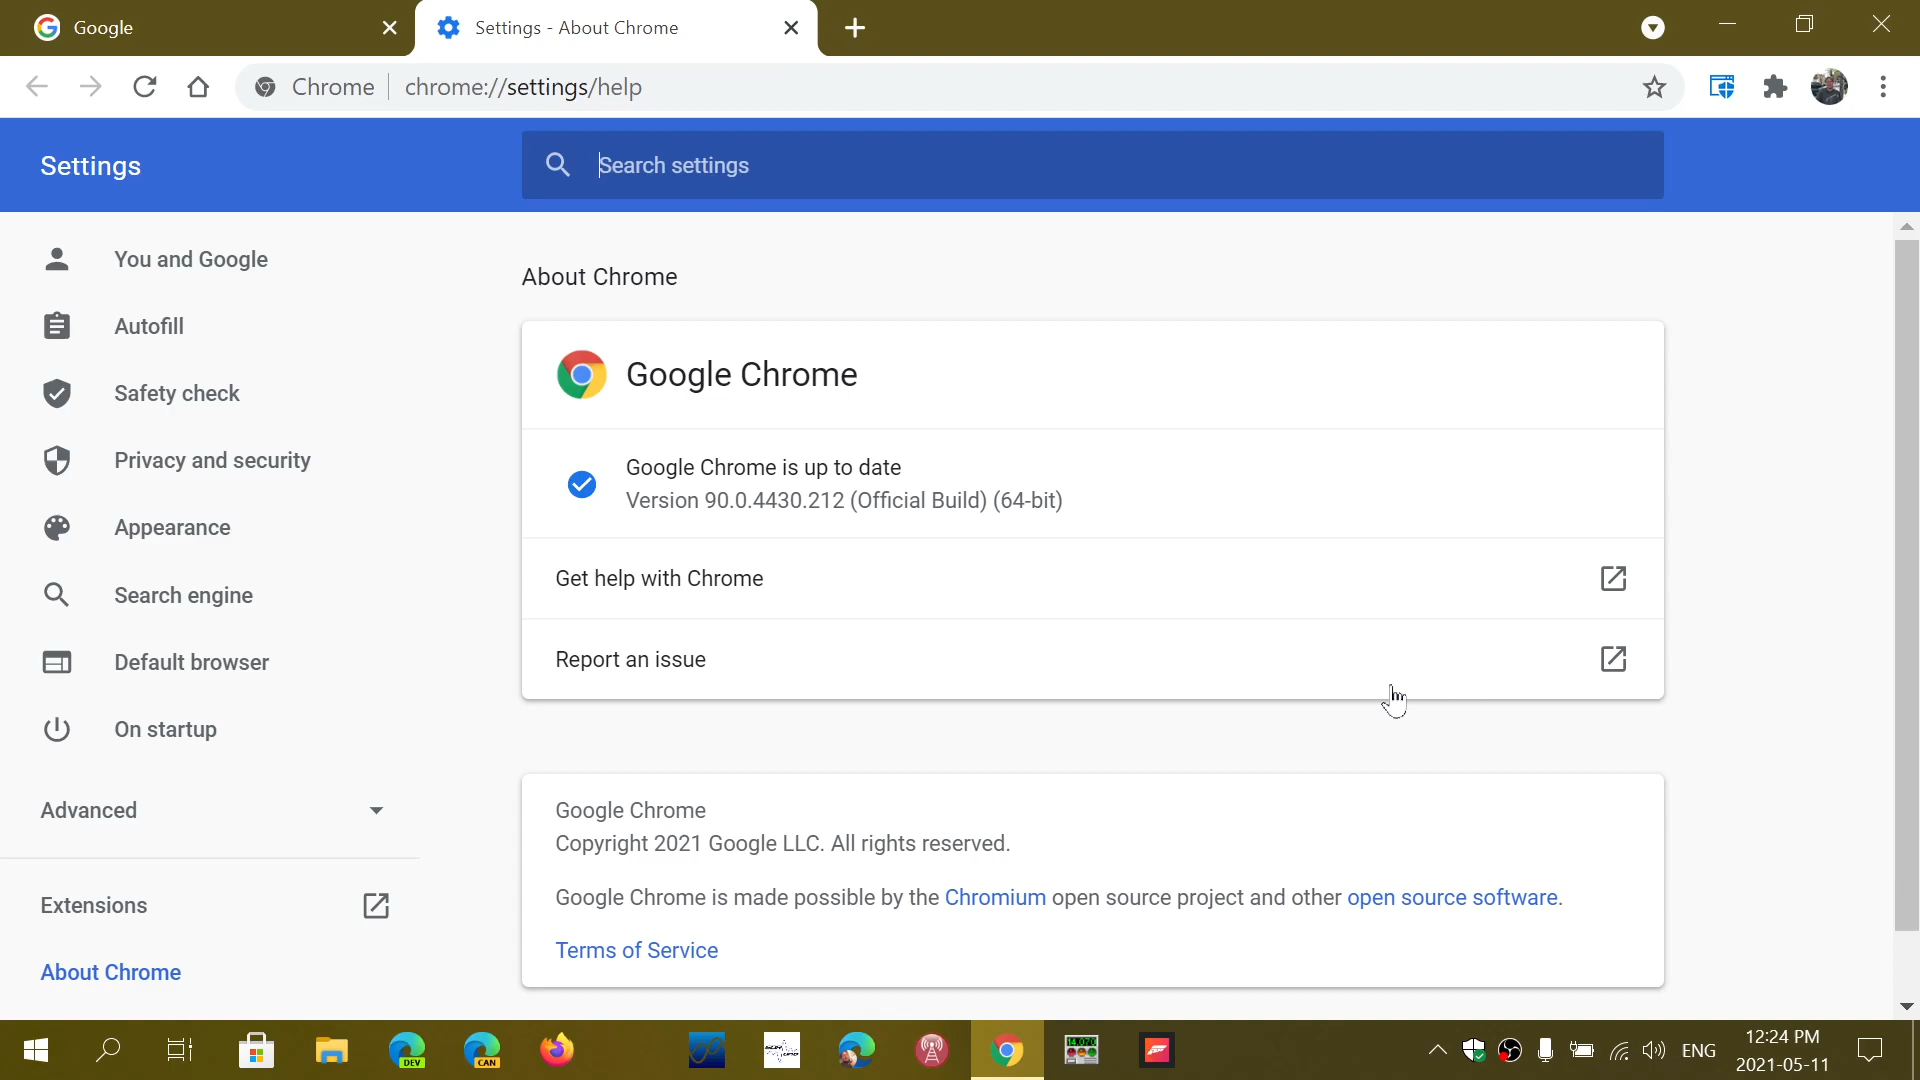 Google
Settings - About Chrome
Chrome
chrome://settings/help
Settings
Search settings
You and Google
Autofill
Safety check
Privacy and security
Appearance
Search engine
Default browser
On startup
Advanced
Extensions
About Chrome
About Chrome
Google Chrome
Google Chrome is up to date
Version 90.0.4430.212 (Official Build) (64-bit)
Get help with Chrome
Report an issue
Google Chrome
Copyright 2021 Google LLC. All rights reserved.
Google Chrome is made possible by the Chromium open source project and other open source software.
Terms of Service
DEV
CAN
14.070
ENG
12:24 PM
2021-05-11